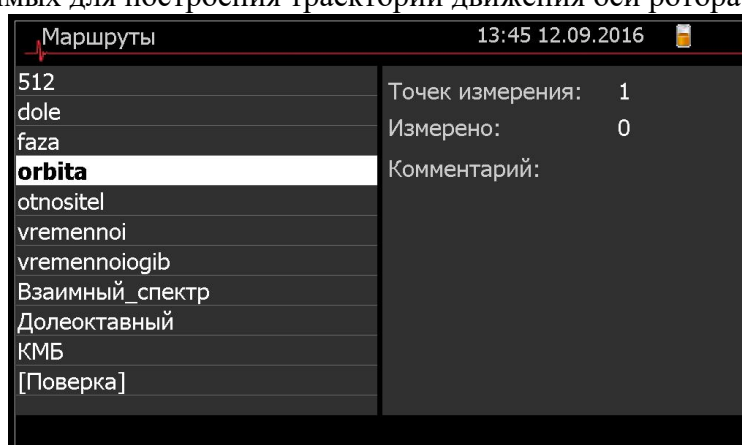 мых для построения траектории движения оси ротора
Маршруты 13:45 12.09.2016
512
dole
faza
orbita
otnositel
vremennoi
vremennoiogib
Взаимный_спектр
Долеоктавный
КМБ
[Поверка]
Точек измерения: 1
Измерено: 0
Комментарий: